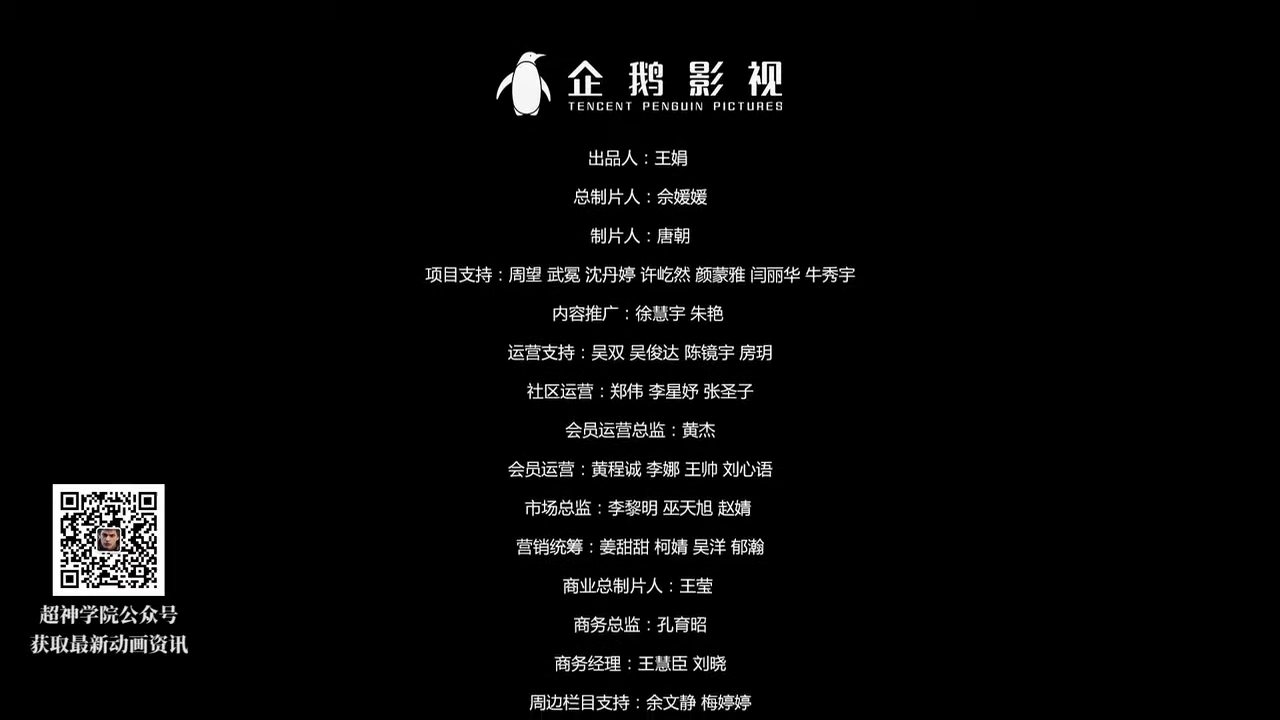 企鹅影视
TENCENT PENGUIN PICTURES
出品人：王娟
总制片人：佘媛媛
制片人：唐朝
项目支持：周望 武冕 沈丹婷 许屹然 颜蒙雅 闫丽华 牛秀宇
内容推广：徐慧宇 朱艳
运营支持：吴双 吴俊达 陈镜宇 房玥
社区运营：郑伟 李星妤 张圣子
会员运营总监：黄杰
会员运营：黄程诚 李娜 王帅 刘心语
市场总监：李黎明 巫天旭 赵婧
营销统筹：姜甜甜 柯婧 吴洋 郁瀚
商业总制片人：王莹
商务总监：孔育昭
商务经理：王慧臣 刘晓
周边栏目支持：余文静 梅婷婷
超神学院公众号
获取最新动画资讯